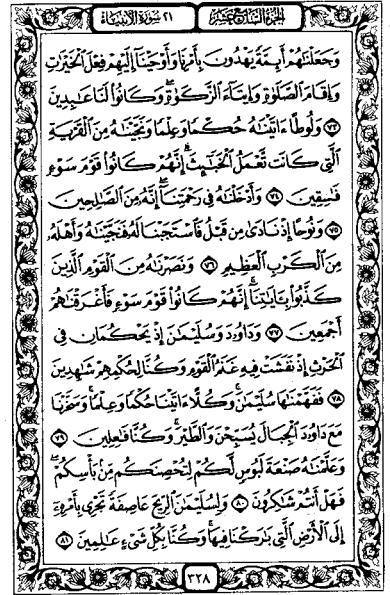 الجزء السابع عشر ٢١ سورة الأنبياء
وَجَعَلْنَٰهُمْ أَئِمَّةً يَهْدُونَ بِأَمْرِنَا وَأَوْحَيْنَآ إِلَيْهِمْ فِعْلَ ٱلْخَيْرَٰتِ
وَإِقَامَ ٱلصَّلَوٰةِ وَإِيتَآءَ ٱلزَّكَوٰةِ وَكَانُوا۟ لَنَا عَٰبِدِينَ
٧٣ وَلُوطًا ءَاتَيْنَٰهُ حُكْمًا وَعِلْمًا وَنَجَّيْنَٰهُ مِنَ ٱلْقَرْيَةِ
ٱلَّتِى كَانَت تَّعْمَلُ ٱلْخَبَٰٓئِثَ إِنَّهُمْ كَانُوا۟ قَوْمَ سَوْءٍ
فَٰسِقِينَ ٧٤ وَأَدْخَلْنَٰهُ فِى رَحْمَتِنَآ إِنَّهُۥ مِنَ ٱلصَّٰلِحِينَ
٧٥ وَنُوحًا إِذْ نَادَىٰ مِن قَبْلُ فَٱسْتَجَبْنَا لَهُۥ فَنَجَّيْنَٰهُ وَأَهْلَهُۥ
مِنَ ٱلْكَرْبِ ٱلْعَظِيمِ ٧٦ وَنَصَرْنَٰهُ مِنَ ٱلْقَوْمِ ٱلَّذِينَ
كَذَّبُوا۟ بِـَٔايَٰتِنَآ إِنَّهُمْ كَانُوا۟ قَوْمَ سَوْءٍ فَأَغْرَقْنَٰهُمْ
أَجْمَعِينَ ٧٧ وَدَاوُۥدَ وَسُلَيْمَٰنَ إِذْ يَحْكُمَانِ فِى
ٱلْحَرْثِ إِذْ نَفَشَتْ فِيهِ غَنَمُ ٱلْقَوْمِ وَكُنَّا لِحُكْمِهِمْ شَٰهِدِينَ
٧٨ فَفَهَّمْنَٰهَا سُلَيْمَٰنَ وَكُلًّا ءَاتَيْنَا حُكْمًا وَعِلْمًا وَسَخَّرْنَا
مَعَ دَاوُۥدَ ٱلْجِبَالَ يُسَبِّحْنَ وَٱلطَّيْرَ وَكُنَّا فَٰعِلِينَ ٧٩
وَعَلَّمْنَٰهُ صَنْعَةَ لَبُوسٍ لَّكُمْ لِتُحْصِنَكُم مِّنۢ بَأْسِكُمْ
فَهَلْ أَنتُمْ شَٰكِرُونَ ٨٠ وَلِسُلَيْمَٰنَ ٱلرِّيحَ عَاصِفَةً تَجْرِى بِأَمْرِهِۦٓ
إِلَى ٱلْأَرْضِ ٱلَّتِى بَٰرَكْنَا فِيهَا وَكُنَّا بِكُلِّ شَىْءٍ عَٰلِمِينَ ٨١
٣٢٨